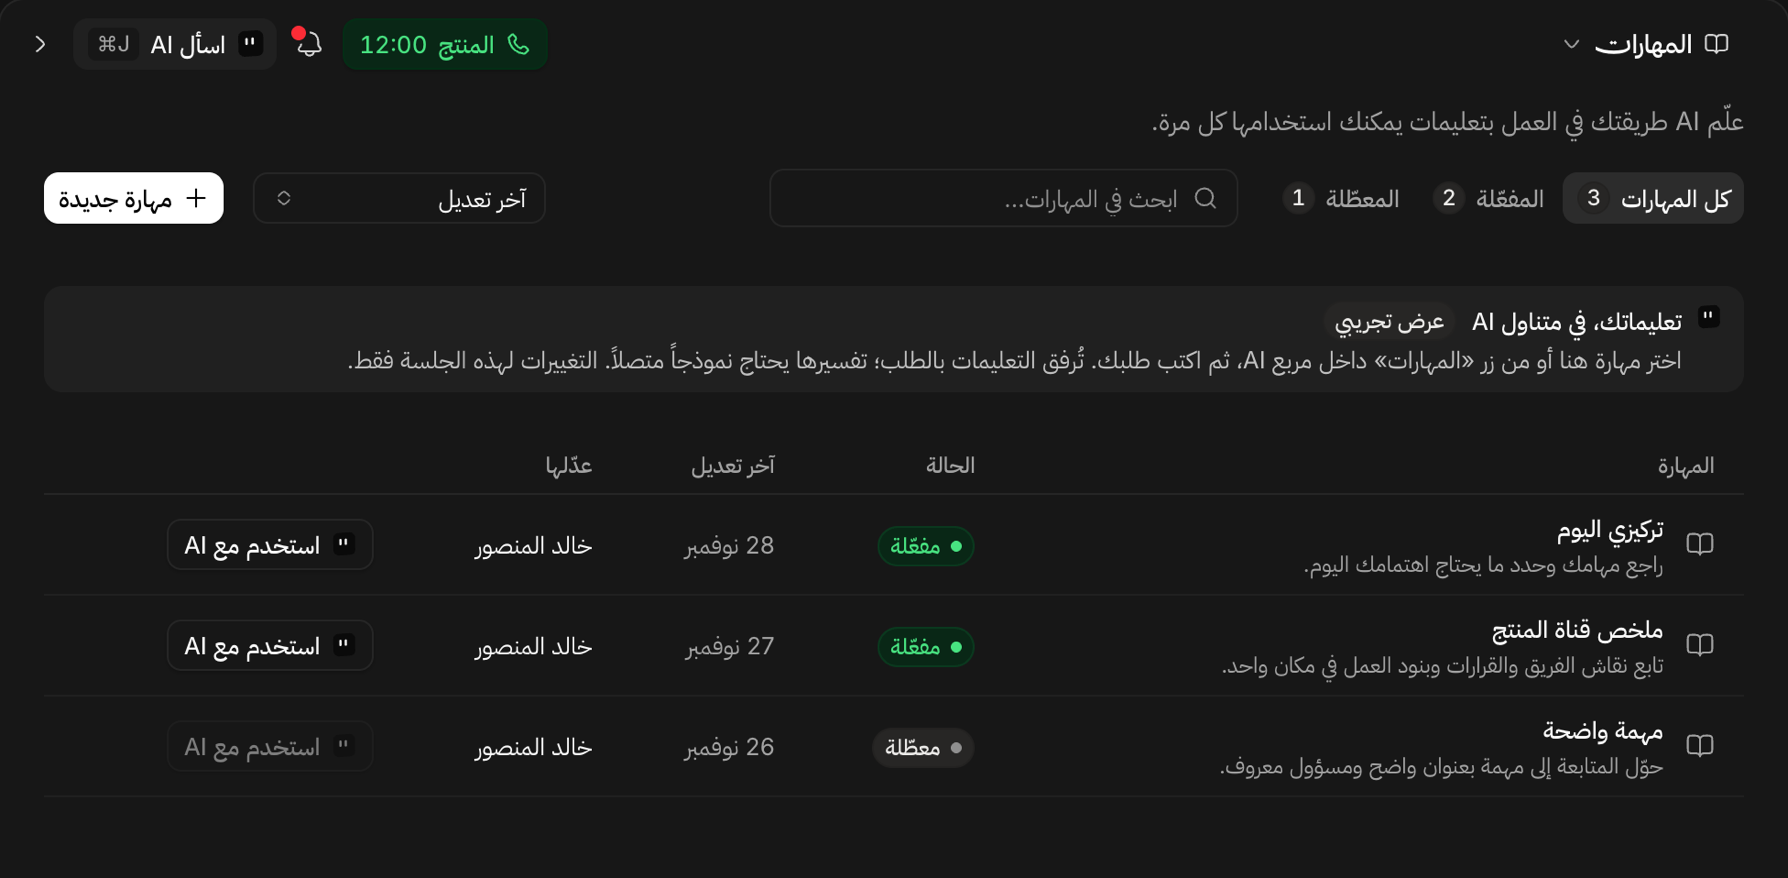 المهارات
المنتج 12:00
اسأل AI ⌘J
علّم AI طريقتك في العمل بتعليمات يمكنك استخدامها كل مرة.
كل المهارات 3
المفعّلة 2
المعطّلة 1
ابحث في المهارات...
آخر تعديل
مهارة جديدة
تعليماتك، في متناول AI عرض تجريبي
اختر مهارة هنا أو من زر «المهارات» داخل مربع AI، ثم اكتب طلبك. تُرفق التعليمات بالطلب؛ تفسيرها يحتاج نموذجاً متصلاً. التغييرات لهذه الجلسة فقط.
المهارة الحالة آخر تعديل عدّلها
تركيزي اليوم
راجع مهامك وحدد ما يحتاج اهتمامك اليوم.
مفعّلة 28 نوفمبر خالد المنصور استخدم مع AI
ملخص قناة المنتج
تابع نقاش الفريق والقرارات وبنود العمل في مكان واحد.
مفعّلة 27 نوفمبر خالد المنصور استخدم مع AI
مهمة واضحة
حوّل المتابعة إلى مهمة بعنوان واضح ومسؤول معروف.
معطّلة 26 نوفمبر خالد المنصور استخدم مع AI